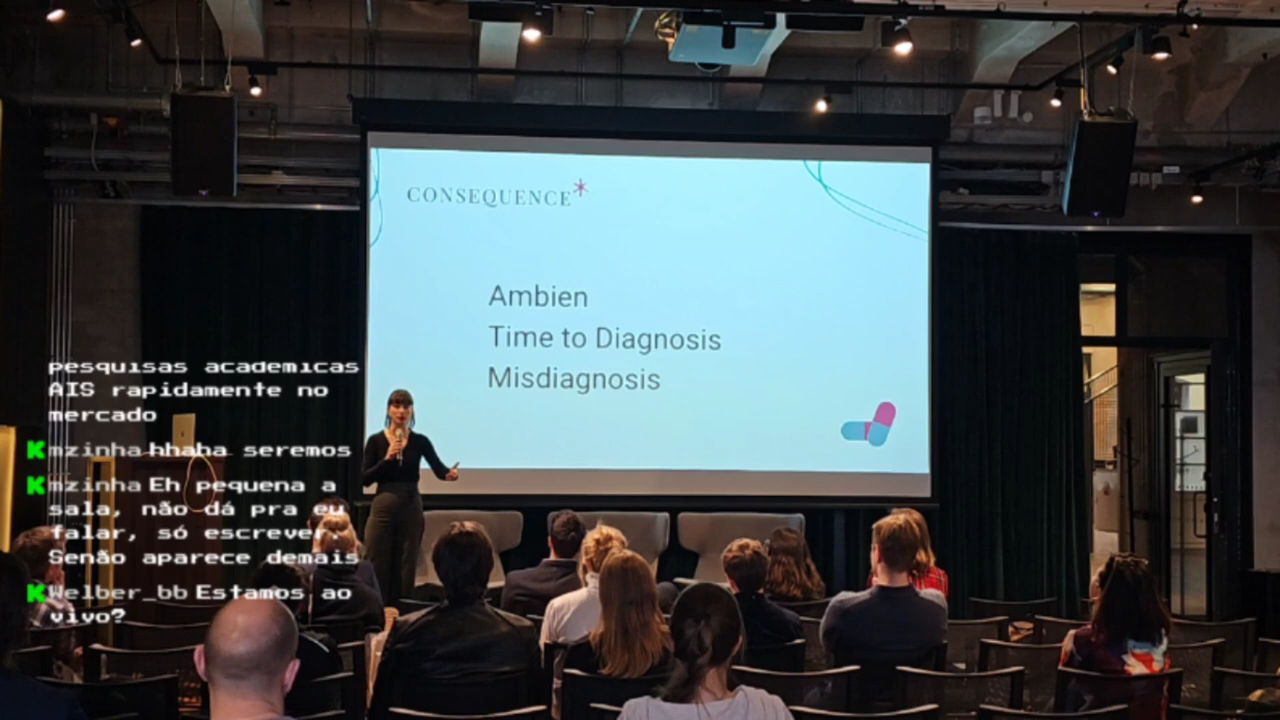 CONSEQUENCE*
Ambien
Time to Diagnosis
Misdiagnosis
pesquisas academicas
AIS rapidamente no
mercado
mzinha hhaha seremos
mzinha Eh pequena a
sala, não dá pra eu
falar, só escrever.
Senão aparece demais
Welber_bb Estamos ao
vivo?